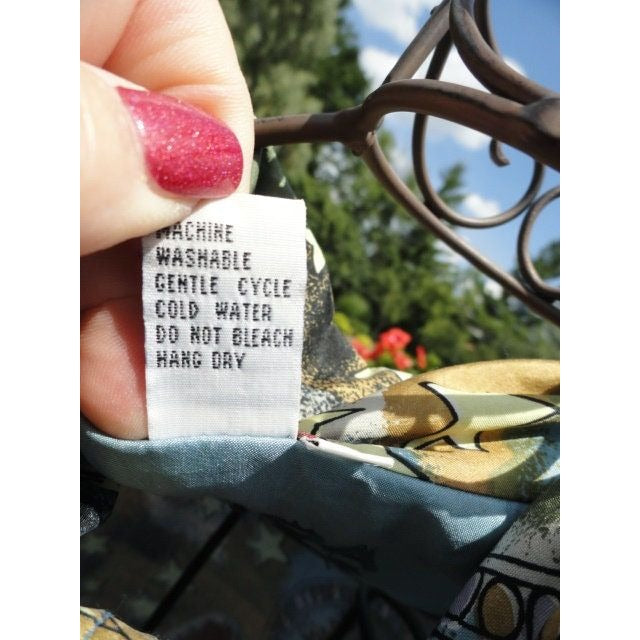 MACHINE
WASHABLE
GENTLE CYCLE
COLD WATER
DO NOT BLEACH
HANG DRY